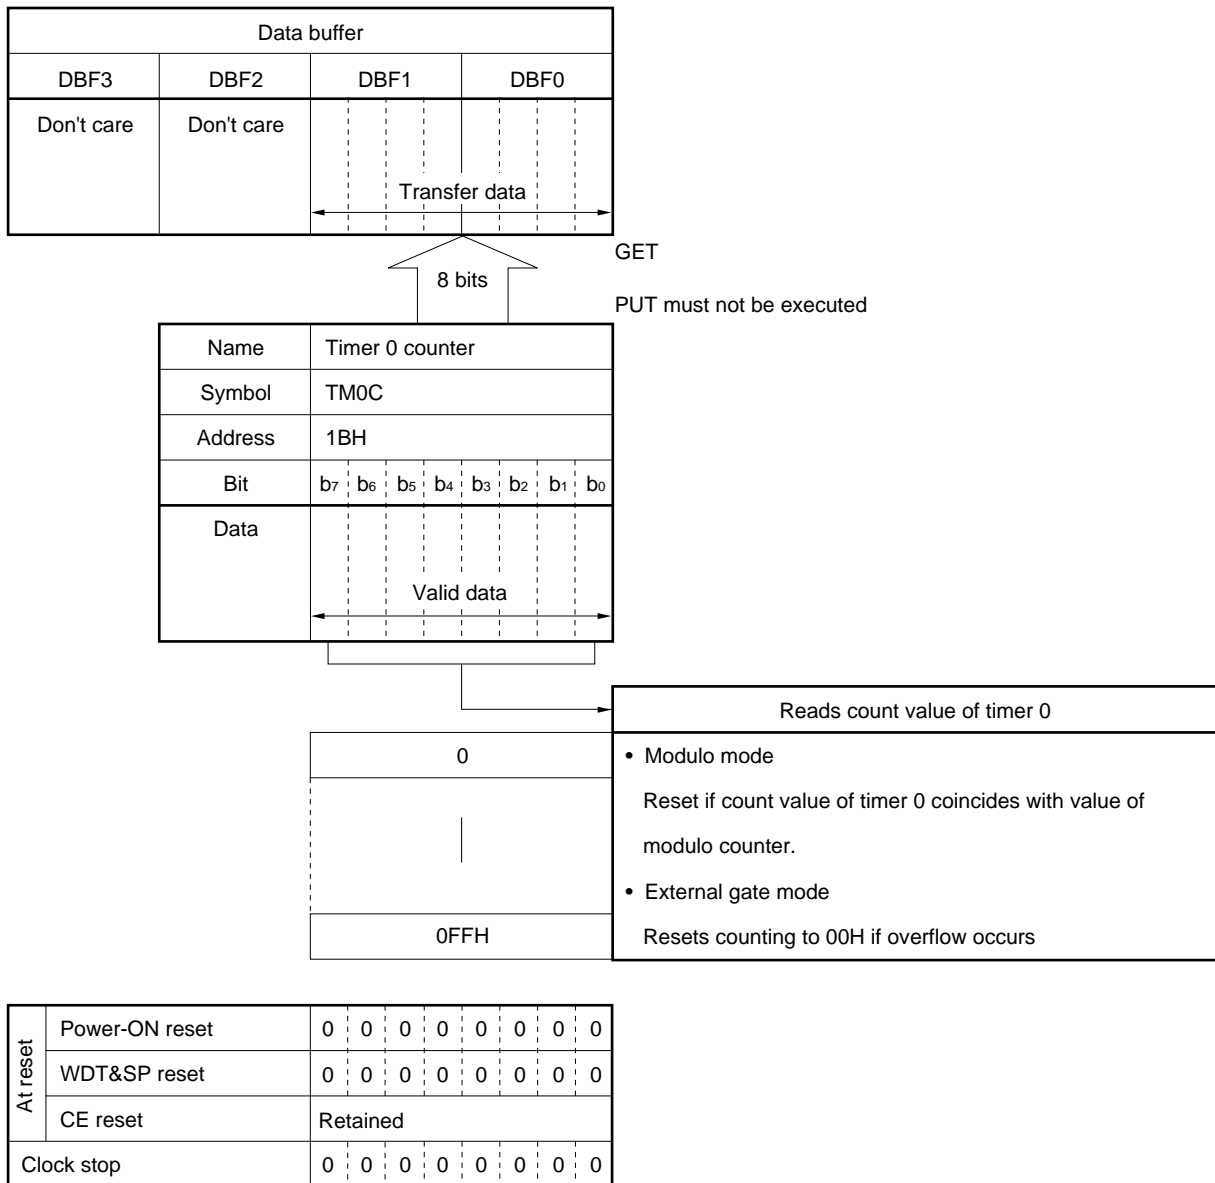 Data buffer
DBF3 DBF2 DBF1 DBF0
Don't care Don't care
Transfer data
GET
8 bits
PUT must not be executed
Name Timer 0 counter
Symbol TM0C
Address 1BH
Bit b7 b6 b5 b4 b3 b2 b1 b0
Data
Valid data
Reads count value of timer 0
0
• Modulo mode
Reset if count value of timer 0 coincides with value of
modulo counter.
• External gate mode
0FFH
Resets counting to 00H if overflow occurs
At reset
Power-ON reset 0 0 0 0 0 0 0 0
WDT&SP reset 0 0 0 0 0 0 0 0
CE reset Retained
Clock stop 0 0 0 0 0 0 0 0